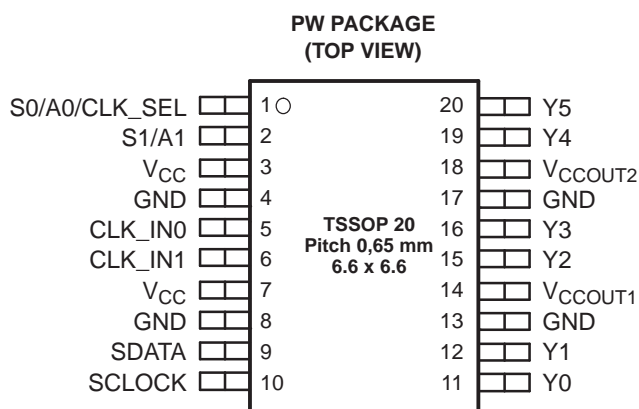 PW PACKAGE
(TOP VIEW)
S0/A0/CLK_SEL 1 20 Y5
S1/A1 2 19 Y4
VCC 3 18 VCCOUT2
GND 4 17 GND
CLK_IN0 5 16 Y3
CLK_IN1 6 15 Y2
VCC 7 14 VCCOUT1
GND 8 13 GND
SDATA 9 12 Y1
SCLOCK 10 11 Y0
TSSOP 20
Pitch 0,65 mm
6.6 x 6.6